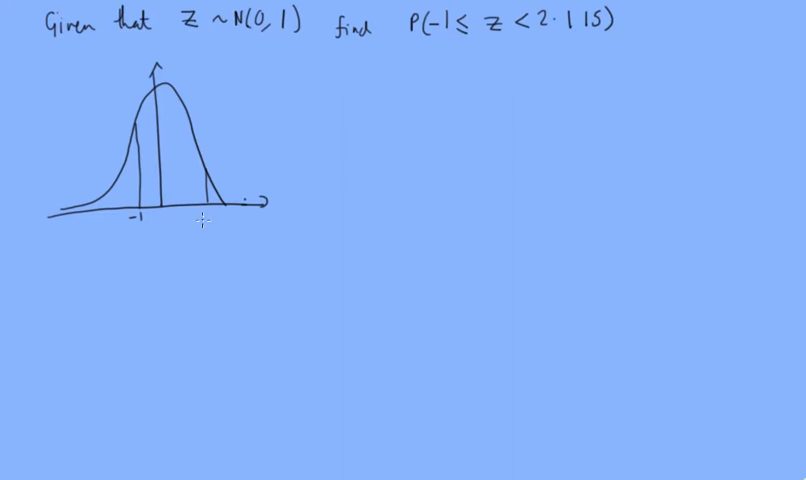 Given that Z ~ N(0, 1) find P(-1 ≤ Z < 2.115)
-1